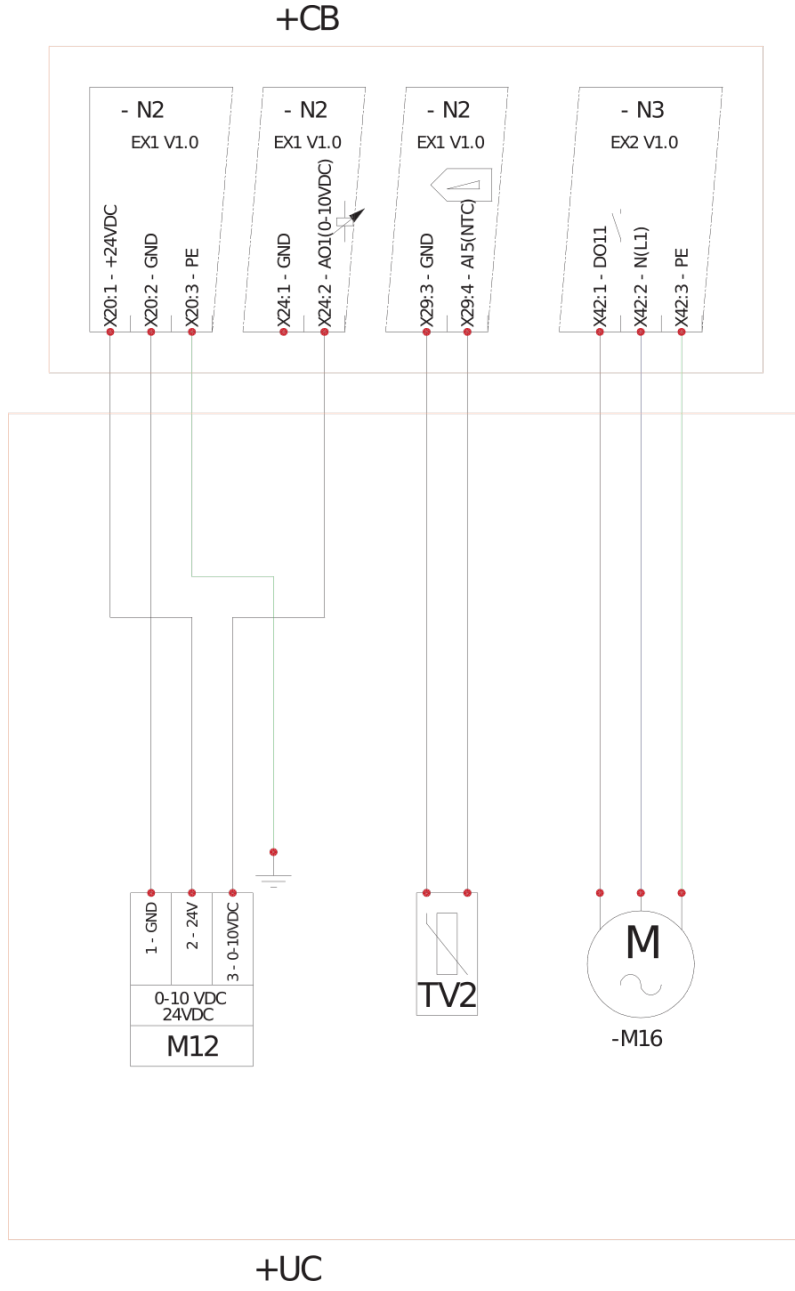 +CB
- N2
EX1 V1.0
X20:1 - +24VDC
X20:2 - GND
X20:3 - PE
- N2
EX1 V1.0
X24:1 - GND
X24:2 - AO1(0-10VDC)
- N2
EX1 V1.0
X29:3 - GND
X29:4 - AI5(NTC)
- N3
EX2 V1.0
X42:1 - DO11
X42:2 - N(L1)
X42:3 - PE
1 - GND
2 - 24V
3 - 0-10VDC
0-10 VDC
24VDC
M12
TV2
M
-M16
+UC